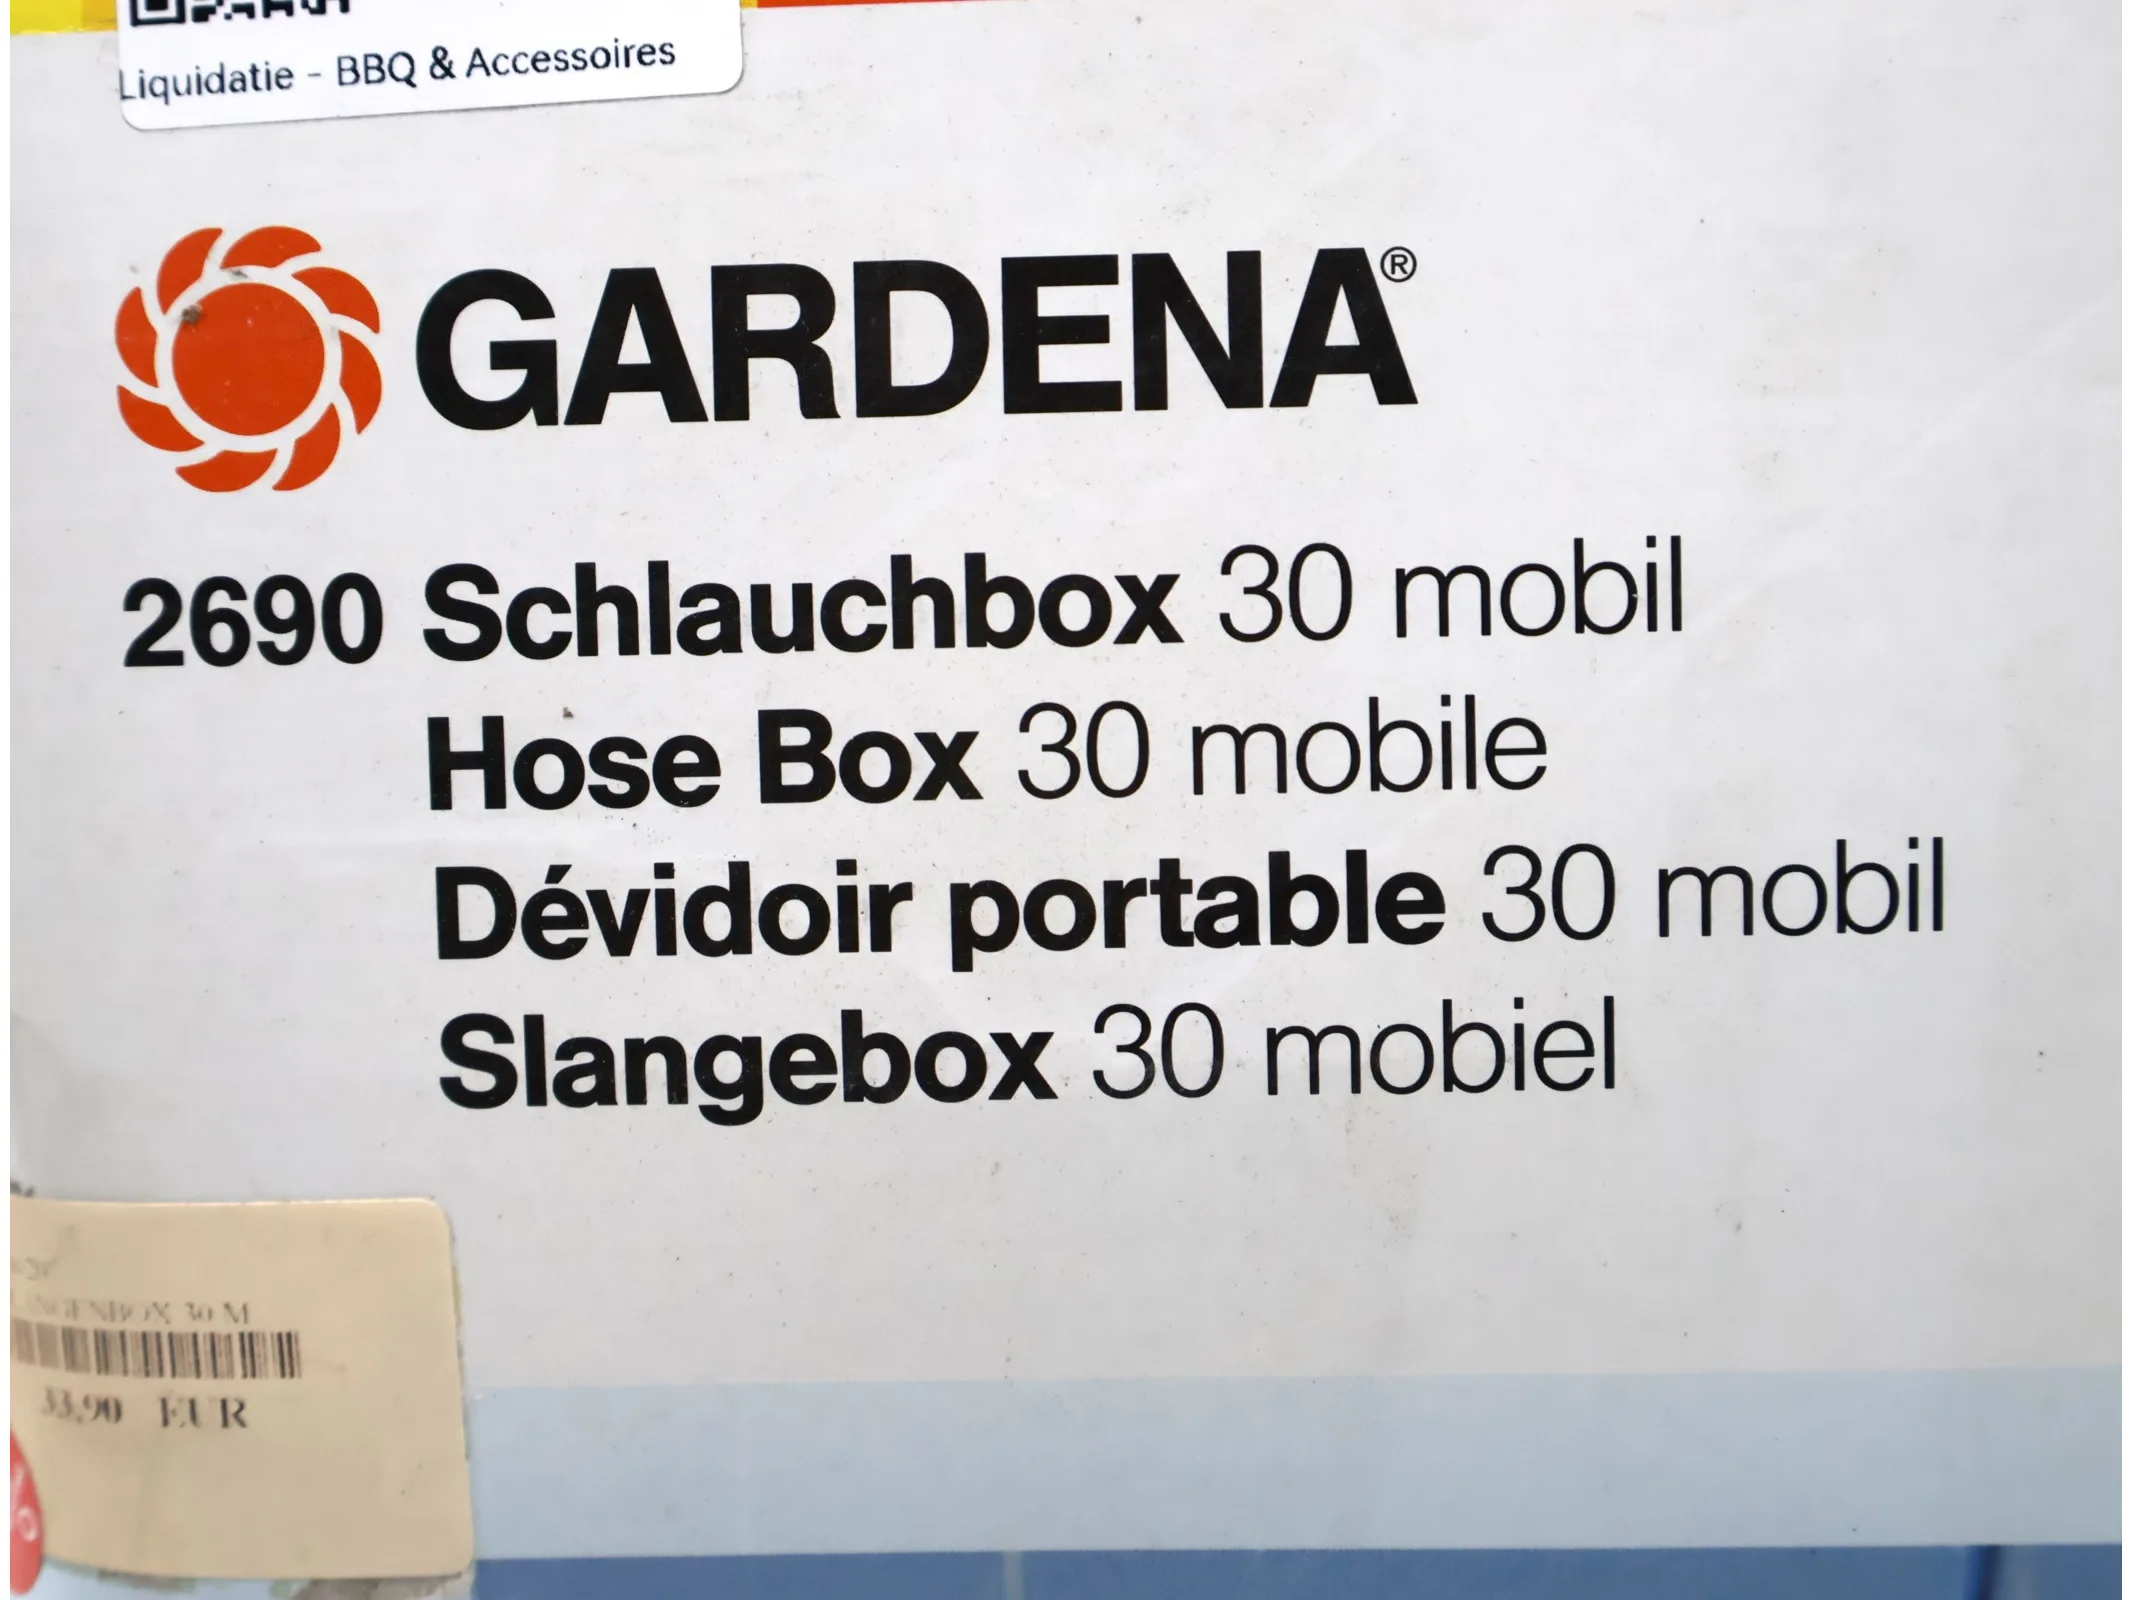 Liquidatie - BBQ & Accessoires
GARDENA®
2690 Schlauchbox 30 mobil
Hose Box 30 mobile
Dévidoir portable 30 mobil
Slangebox 30 mobiel
30 M
33,90 EUR
%